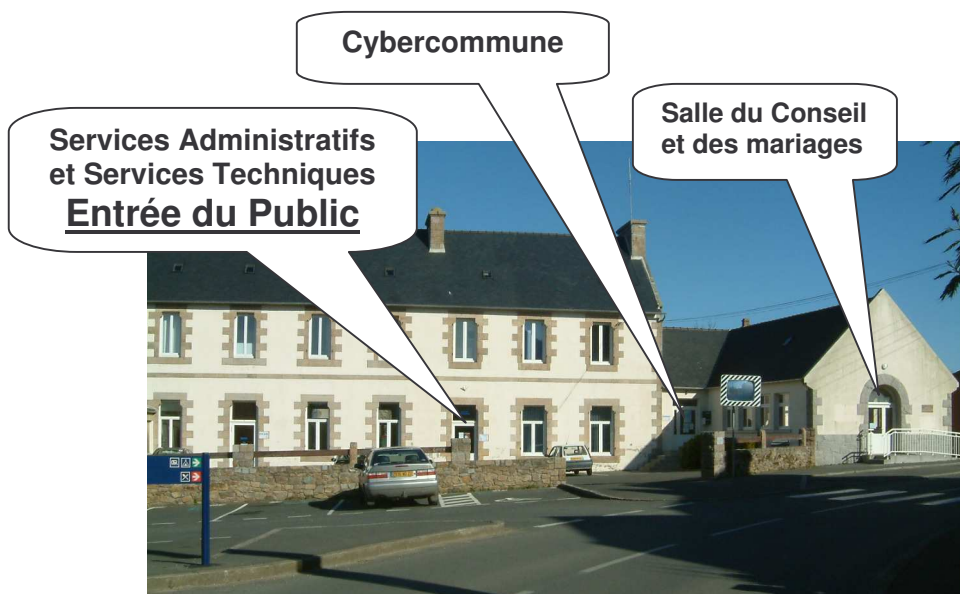 Cybercommune
Services Administratifs
et Services Techniques
Entrée du Public
Salle du Conseil
et des mariages